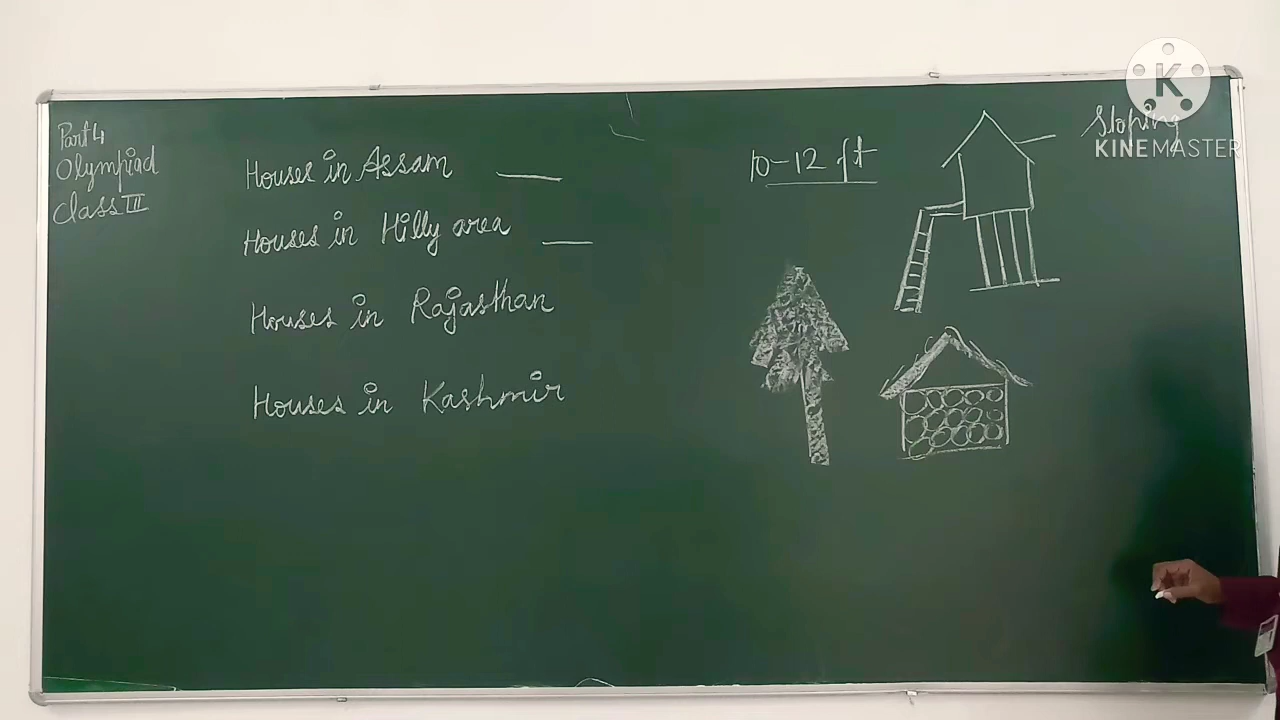 Part 4
Olympiad
Class III
Houses in Assam ___
Houses in Hilly area ___
Houses in Rajasthan
Houses in Kashmir
10-12 ft
Sloping
K
KINEMASTER